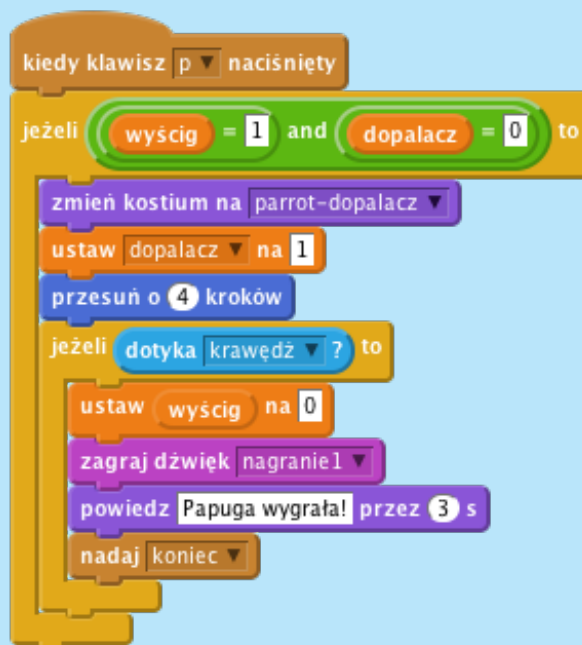 kiedy klawisz p naciśnięty
jeżeli wyścig = 1 and dopalacz = 0 to
zmień kostium na parrot-dopalacz
ustaw dopalacz na 1
przesuń o 4 kroków
jeżeli dotyka krawędź ? to
ustaw wyścig na 0
zagraj dźwięk nagranie1
powiedz Papuga wygrała! przez 3 s
nadaj koniec